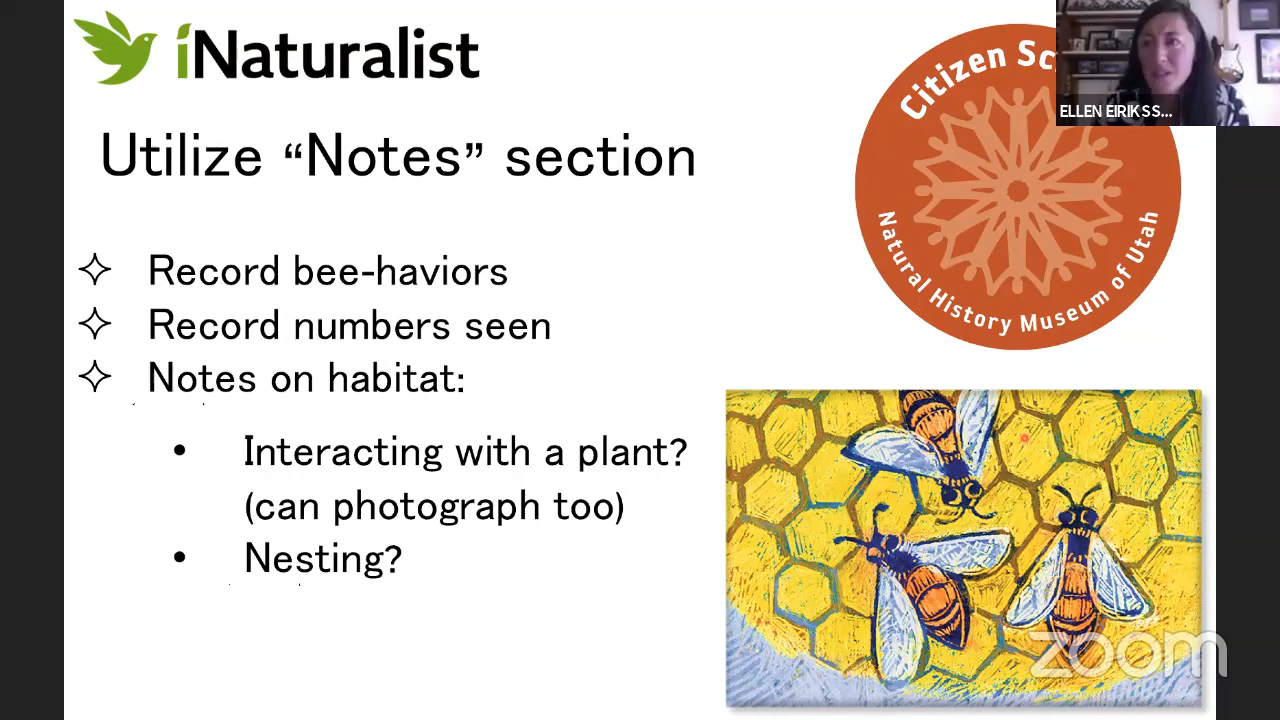 iNaturalist
Citizen
Natural History Museum of Utah
ELLEN EIRIKSS...
Utilize “Notes” section
Record bee-haviors
Record numbers seen
Notes on habitat:
Interacting with a plant?
(can photograph too)
Nesting?
zoom